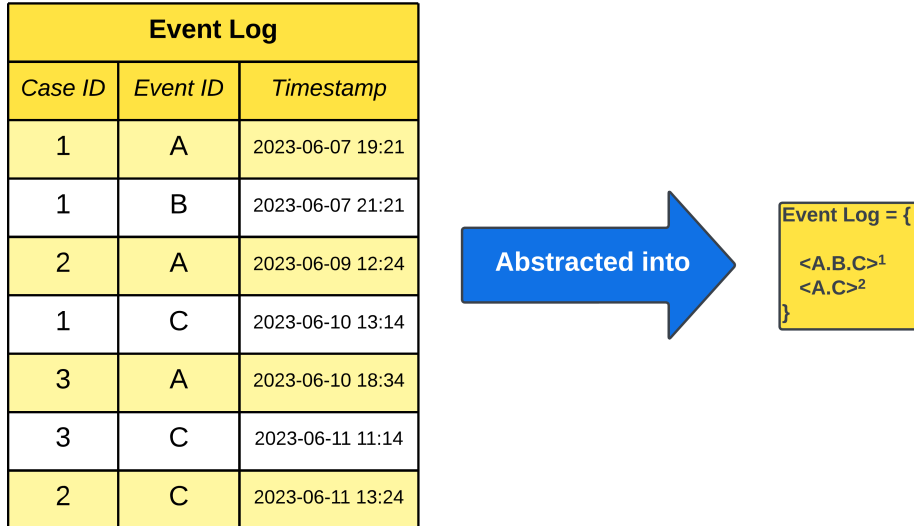 Event Log
Case ID Event ID Timestamp
1 A 2023-06-07 19:21
1 B 2023-06-07 21:21
2 A 2023-06-09 12:24
1 C 2023-06-10 13:14
3 A 2023-06-10 18:34
3 C 2023-06-11 11:14
2 C 2023-06-11 13:24
Abstracted into
Event Log = {
<A.B.C>¹
<A.C>²
}